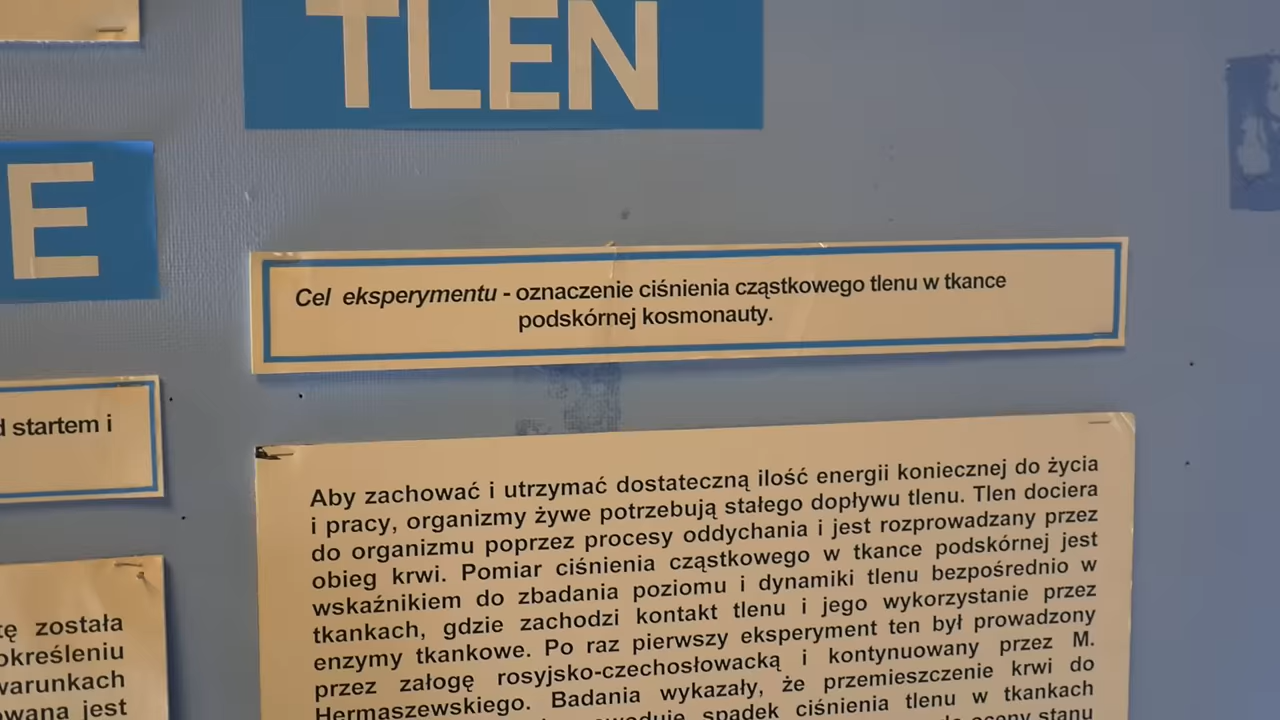 TLEN
E
Cel eksperymentu - oznaczenie ciśnienia cząstkowego tlenu w tkance
podskórnej kosmonauty.
startem i
Aby zachować i utrzymać dostateczną ilość energii koniecznej do życia
i pracy, organizmy żywe potrzebują stałego dopływu tlenu. Tlen dociera
do organizmu poprzez procesy oddychania i jest rozprowadzany przez
obieg krwi. Pomiar ciśnienia cząstkowego w tkance podskórnej jest
wskaźnikiem do zbadania poziomu i dynamiki tlenu bezpośrednio w
tkankach, gdzie zachodzi kontakt tlenu i jego wykorzystanie przez
enzymy tkankowe. Po raz pierwszy eksperyment ten był prowadzony
przez załogę rosyjsko-czechosłowacką i kontynuowany przez M.
Hermaszewskiego. Badania wykazały, że przemieszczenie krwi do
spadek ciśnienia tlenu w tkankach
oceny stanu
tę została
określeniu
warunkach
jest